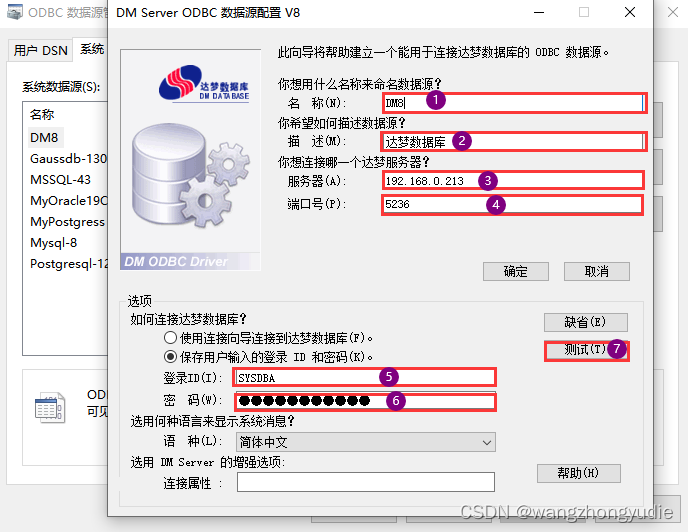 ODBC 数据源管
DM Server ODBC 数据源配置 V8
用户 DSN
系统
系统数据源(S):
名称
DM8
Gaussdb-130
MSSQL-43
MyOracle19C
MyPostgress
Mysql-8
Postgresql-12
ODB
可见
达梦数据库
DM DATABASE
DM ODBC Driver
此向导将帮助建立一个能用于连接达梦数据库的 ODBC 数据源。
你想用什么名称来命名数据源?
名 称(N): DM8 1
你希望如何描述数据源?
描 述(M): 达梦数据库 2
你想连接哪一个达梦服务器?
服务器(A): 192.168.0.213 3
端口号(P): 5236 4
确定 取消
选项
如何连接达梦数据库?
缺省(E)
使用连接向导连接到达梦数据库(F)。
保存用户输入的登录 ID 和密码(K)。
测试(T) 7
登录ID(I): SYSDBA 5
密 码(W): ●●●●●●●●●●● 6
选用何种语言来显示系统消息?
语 种(L): 简体中文
选用 DM Server 的增强选项:
帮助(H)
连接属性 :
CSDN @wangzhongyudie